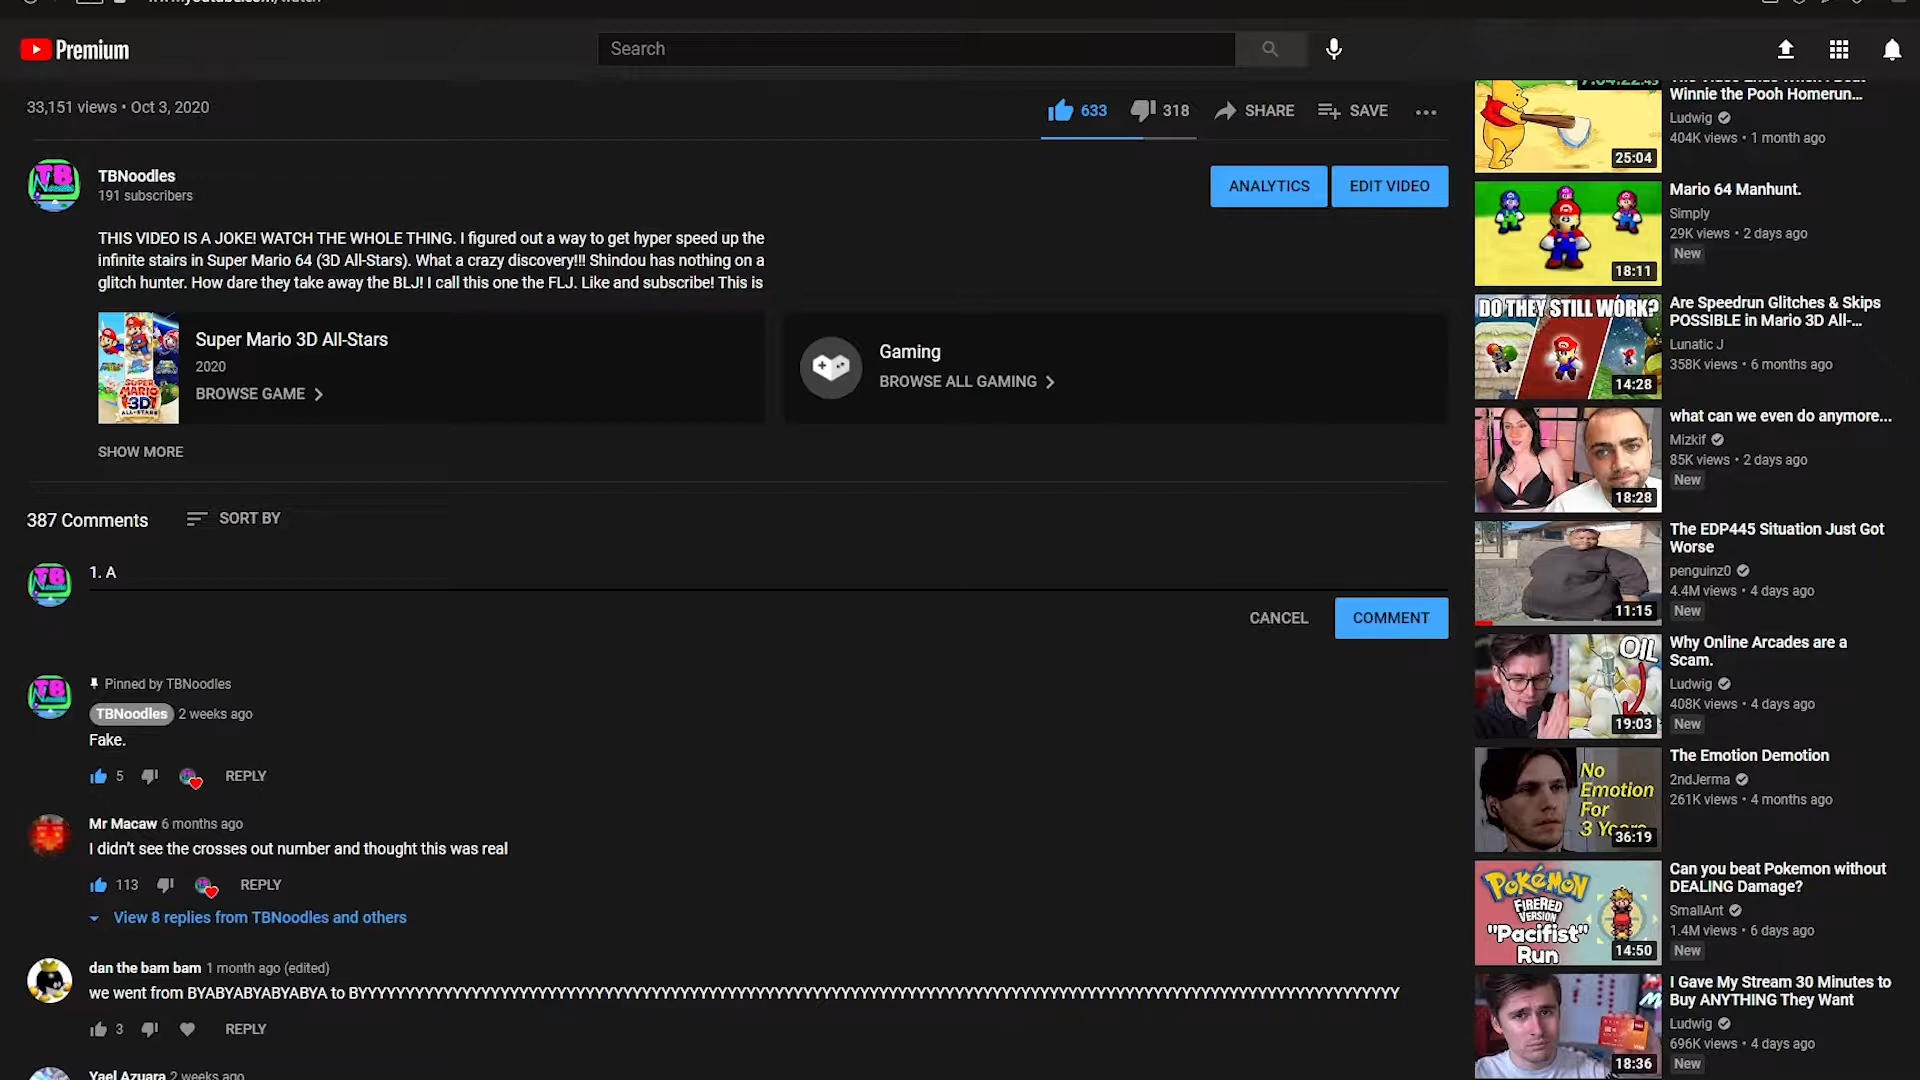 Premium
Search
33,151 views • Oct 3, 2020
633
318
SHARE
SAVE
TBNoodles
191 subscribers
ANALYTICS
EDIT VIDEO
THIS VIDEO IS A JOKE! WATCH THE WHOLE THING. I figured out a way to get hyper speed up the
infinite stairs in Super Mario 64 (3D All-Stars). What a crazy discovery!!! Shindou has nothing on a
glitch hunter. How dare they take away the BLJ! I call this one the FLJ. Like and subscribe! This is
SUPER
MARIO
3D
ALL-STARS
Super Mario 3D All-Stars
2020
BROWSE GAME
Gaming
BROWSE ALL GAMING
SHOW MORE
387 Comments
SORT BY
1. A
CANCEL
COMMENT
Pinned by TBNoodles
TBNoodles 2 weeks ago
Fake.
5
REPLY
Mr Macaw 6 months ago
I didn't see the crosses out number and thought this was real
113
REPLY
View 8 replies from TBNoodles and others
dan the bam bam 1 month ago (edited)
3
REPLY
Yael Azuara 2 weeks ago
25:04
Winnie the Pooh Homerun...
Ludwig
404K views • 1 month ago
18:11
Mario 64 Manhunt.
Simply
29K views • 2 days ago
New
DO THEY STILL WORK?
14:28
Are Speedrun Glitches & Skips
POSSIBLE in Mario 3D All-...
Lunatic J
358K views • 6 months ago
18:28
what can we even do anymore...
Mizkif
85K views • 2 days ago
New
11:15
The EDP445 Situation Just Got
Worse
penguinz0
4.4M views • 4 days ago
New
OIL
19:03
Why Online Arcades are a
Scam.
Ludwig
408K views • 4 days ago
New
No
Emotion
For
3 Years
36:19
The Emotion Demotion
2ndJerma
261K views • 4 months ago
POKéMON
FIRERED
VERSION
"Pacifist"
Run
14:50
Can you beat Pokemon without
DEALING Damage?
SmallAnt
1.4M views • 6 days ago
New
18:36
I Gave My Stream 30 Minutes to
Buy ANYTHING They Want
Ludwig
696K views • 4 days ago
New